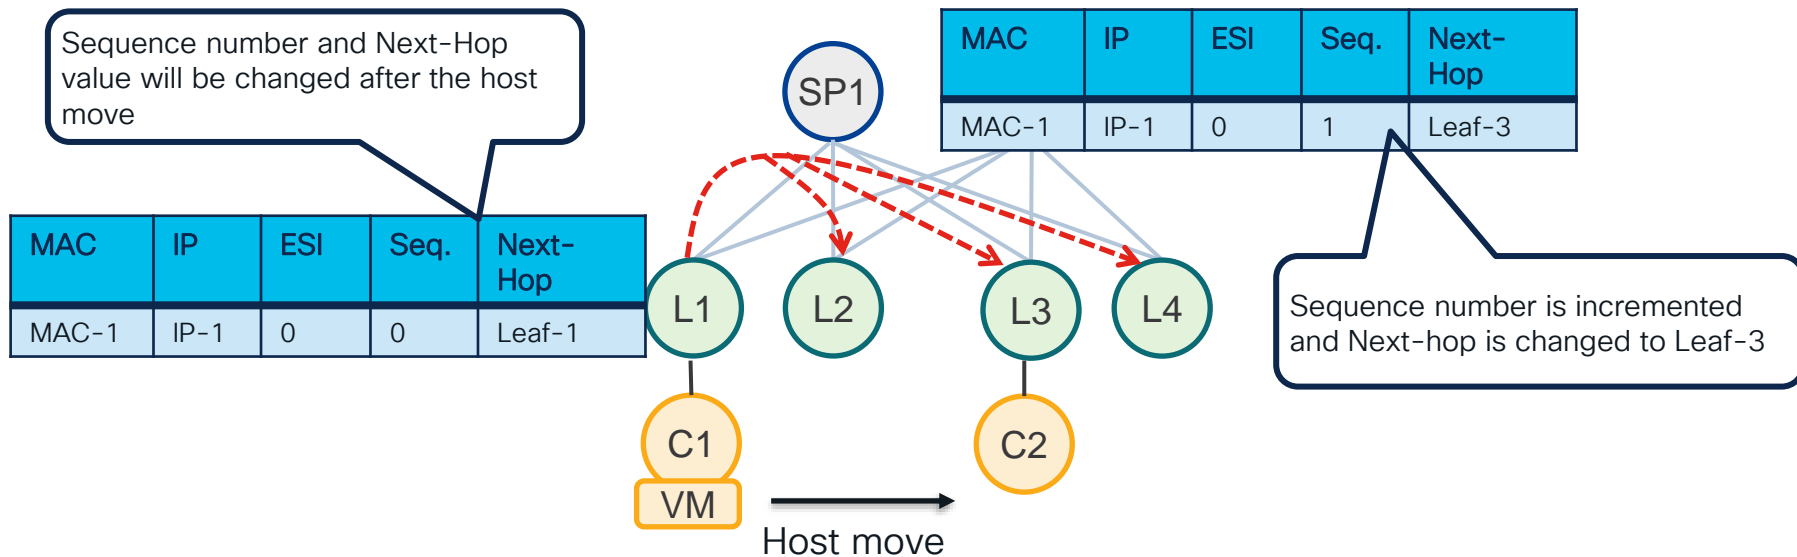 Sequence number and Next-Hop
value will be changed after the host
move
SP1
MAC IP ESI Seq. Next-
Hop
MAC-1 IP-1 0 1 Leaf-3
MAC IP ESI Seq. Next-
Hop
MAC-1 IP-1 0 0 Leaf-1
L1 L2 L3 L4
Sequence number is incremented
and Next-hop is changed to Leaf-3
C1 C2
VM
Host move